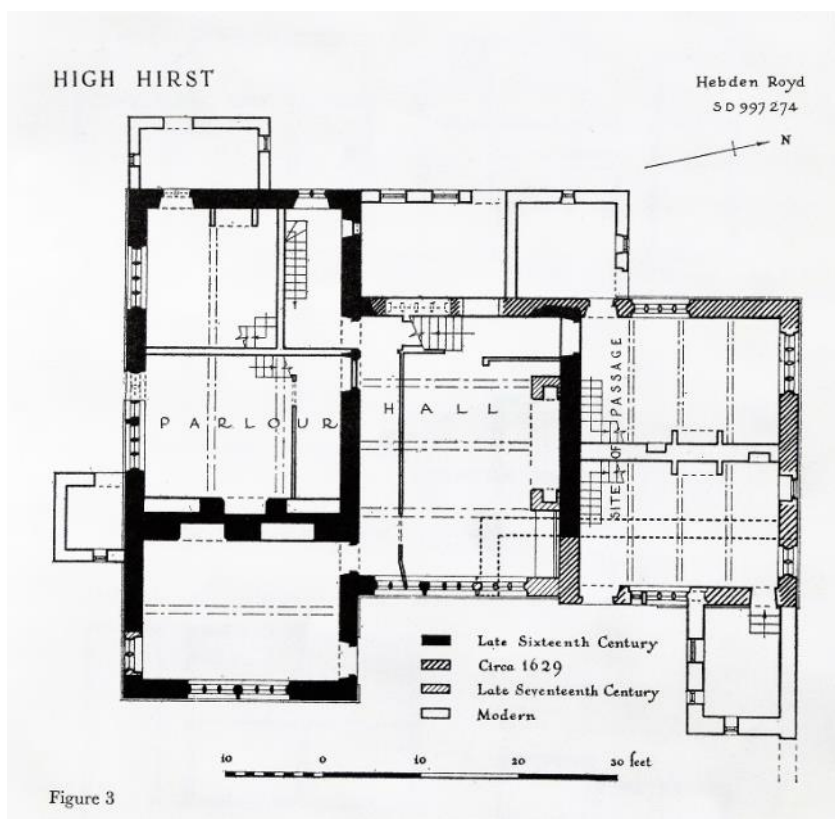 HIGH HIRST
Hebden Royd
SD 997 274
N
PARLOUR
HALL
SITE OF PASSAGE
Late Sixteenth Century
Circa 1629
Late Seventeenth Century
Modern
10 0 10 20 30 feet
Figure 3